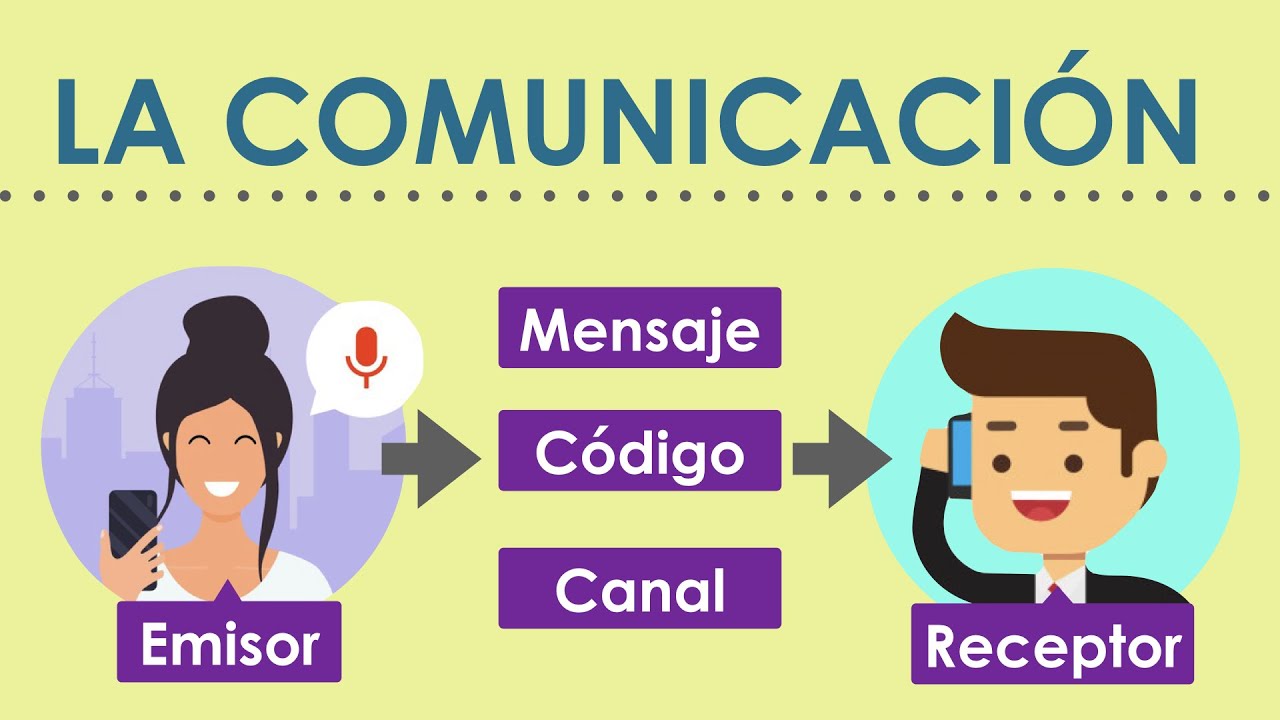 LA COMUNICACIÓN
Mensaje
Código
Canal
Emisor
Receptor